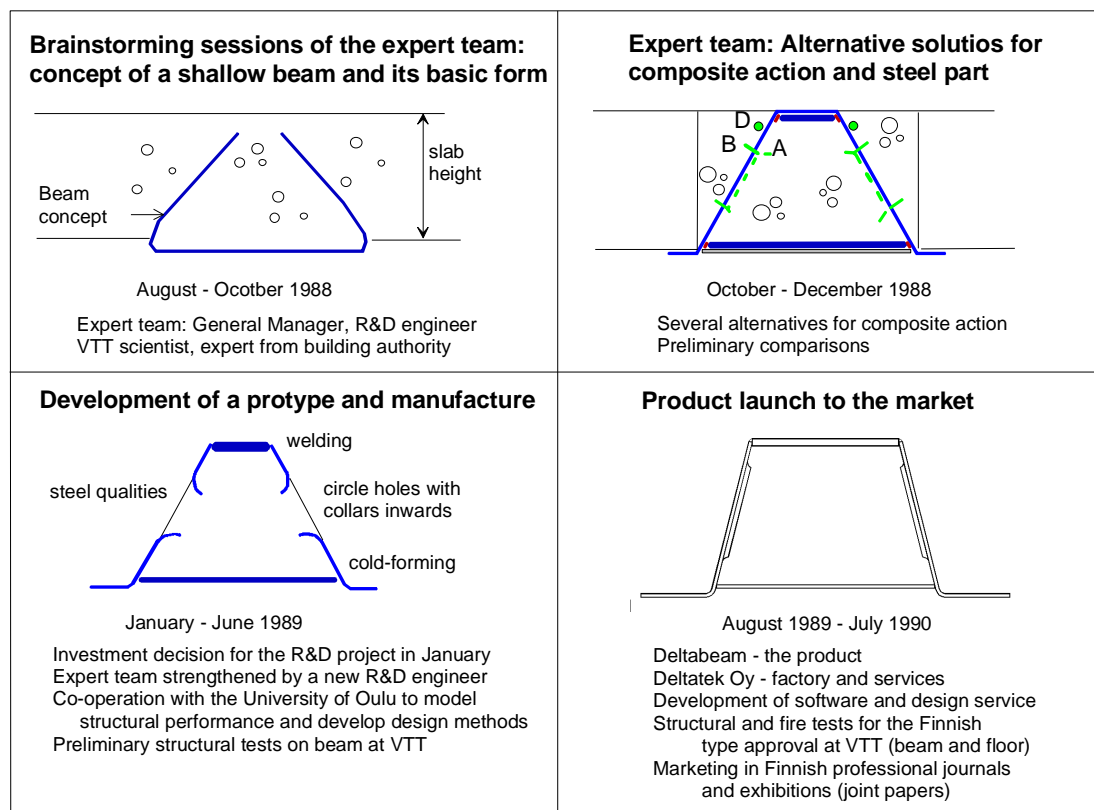 Brainstorming sessions of the expert team:
concept of a shallow beam and its basic form
slab
height
Beam
concept
August - Ocotber 1988
Expert team: General Manager, R&D engineer
VTT scientist, expert from building authority
Expert team: Alternative solutios for
composite action and steel part
D
B
A
October - December 1988
Several alternatives for composite action
Preliminary comparisons
Development of a protype and manufacture
welding
steel qualities
circle holes with
collars inwards
cold-forming
January - June 1989
Investment decision for the R&D project in January
Expert team strengthened by a new R&D engineer
Co-operation with the University of Oulu to model
structural performance and develop design methods
Preliminary structural tests on beam at VTT
Product launch to the market
August 1989 - July 1990
Deltabeam - the product
Deltatek Oy - factory and services
Development of software and design service
Structural and fire tests for the Finnish
type approval at VTT (beam and floor)
Marketing in Finnish professional journals
and exhibitions (joint papers)